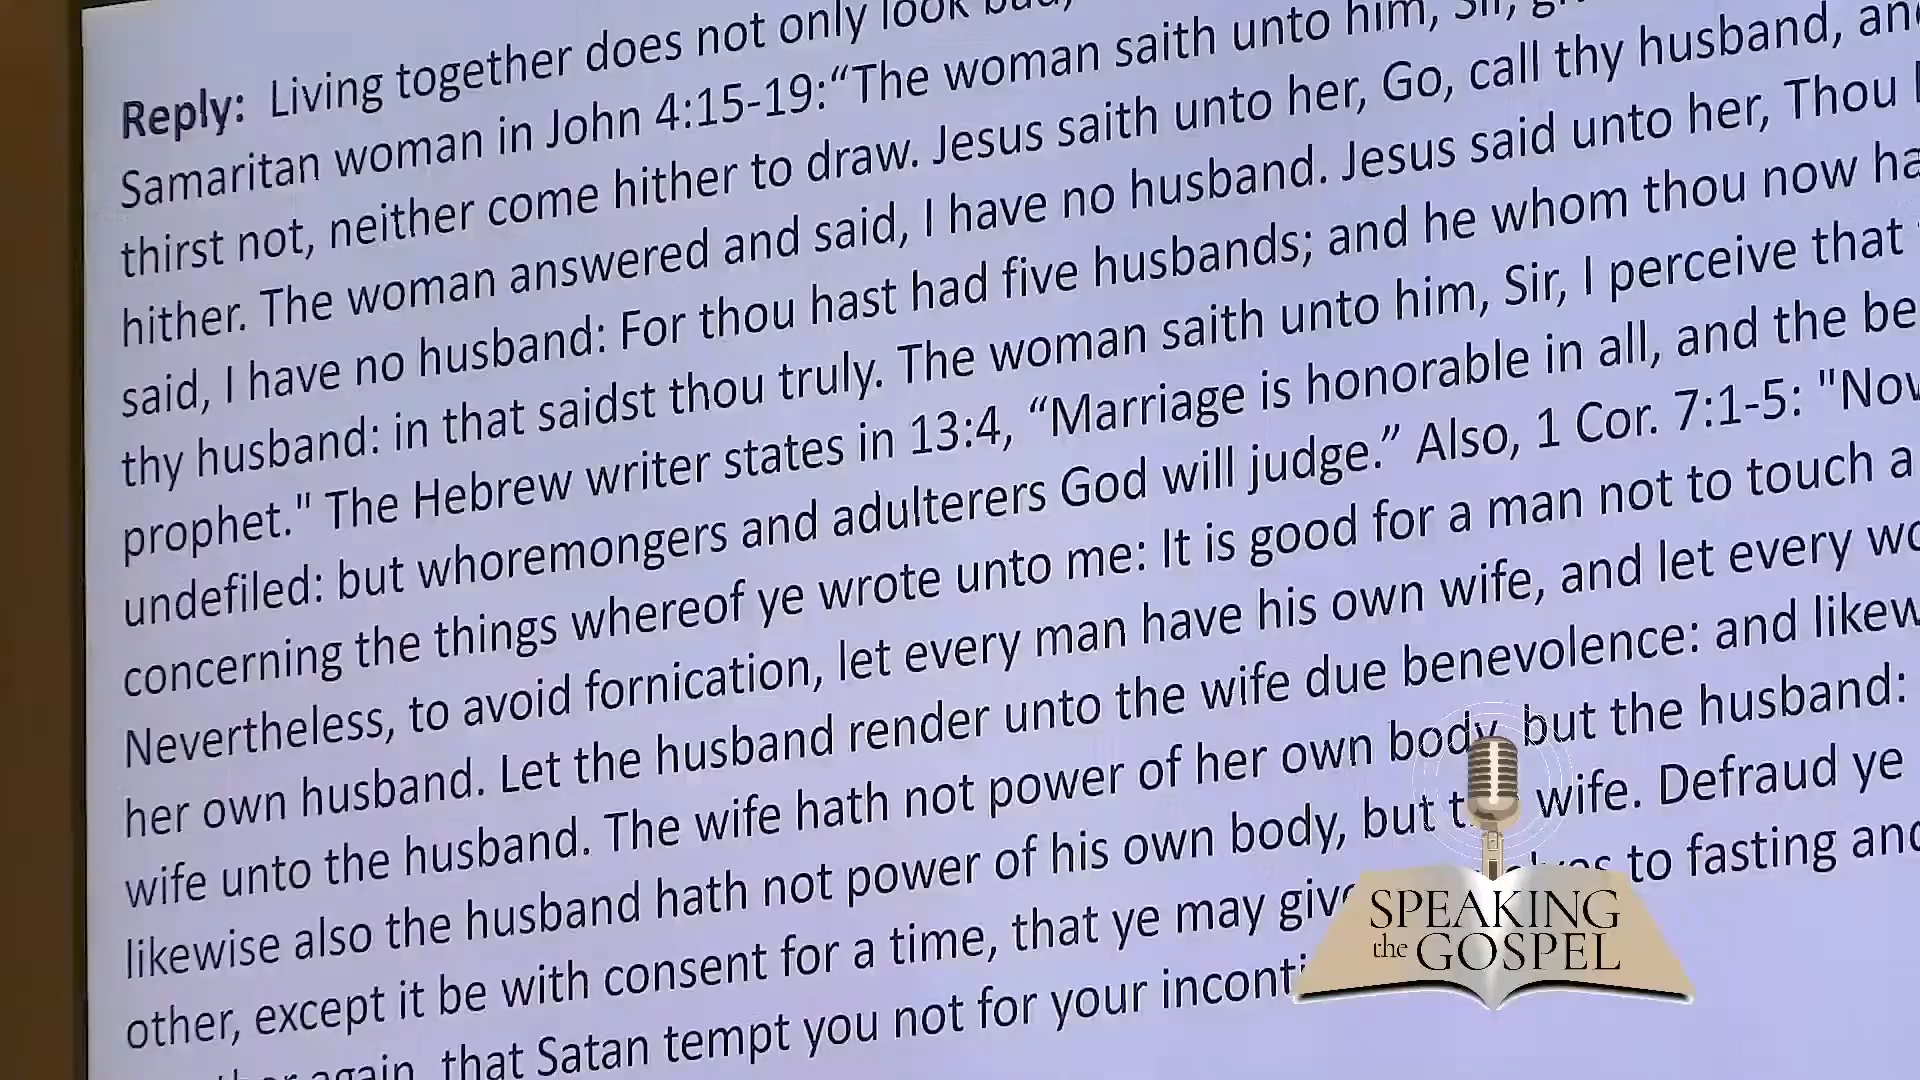 Reply: Living together does not only look
Samaritan woman in John 4:15-19:“The woman saith unto him, Sir,
thirst not, neither come hither to draw. Jesus saith unto her, Go, call thy husband, and
hither. The woman answered and said, I have no husband. Jesus said unto her, Thou
said, I have no husband: For thou hast had five husbands; and he whom thou now
thy husband: in that saidst thou truly. The woman saith unto him, Sir, I perceive that
prophet." The Hebrew writer states in 13:4, “Marriage is honorable in all, and the
undefiled: but whoremongers and adulterers God will judge.” Also, 1 Cor. 7:1-5: "Now
concerning the things whereof ye wrote unto me: It is good for a man not to touch a
Nevertheless, to avoid fornication, let every man have his own wife, and let every
her own husband. Let the husband render unto the wife due benevolence: and
wife unto the husband. The wife hath not power of her own body, but the husband:
likewise also the husband hath not power of his own body, but wife. Defraud ye
other, except it be with consent for a time, that ye may to fasting and
again, that Satan tempt you not for your
SPEAKING
the GOSPEL